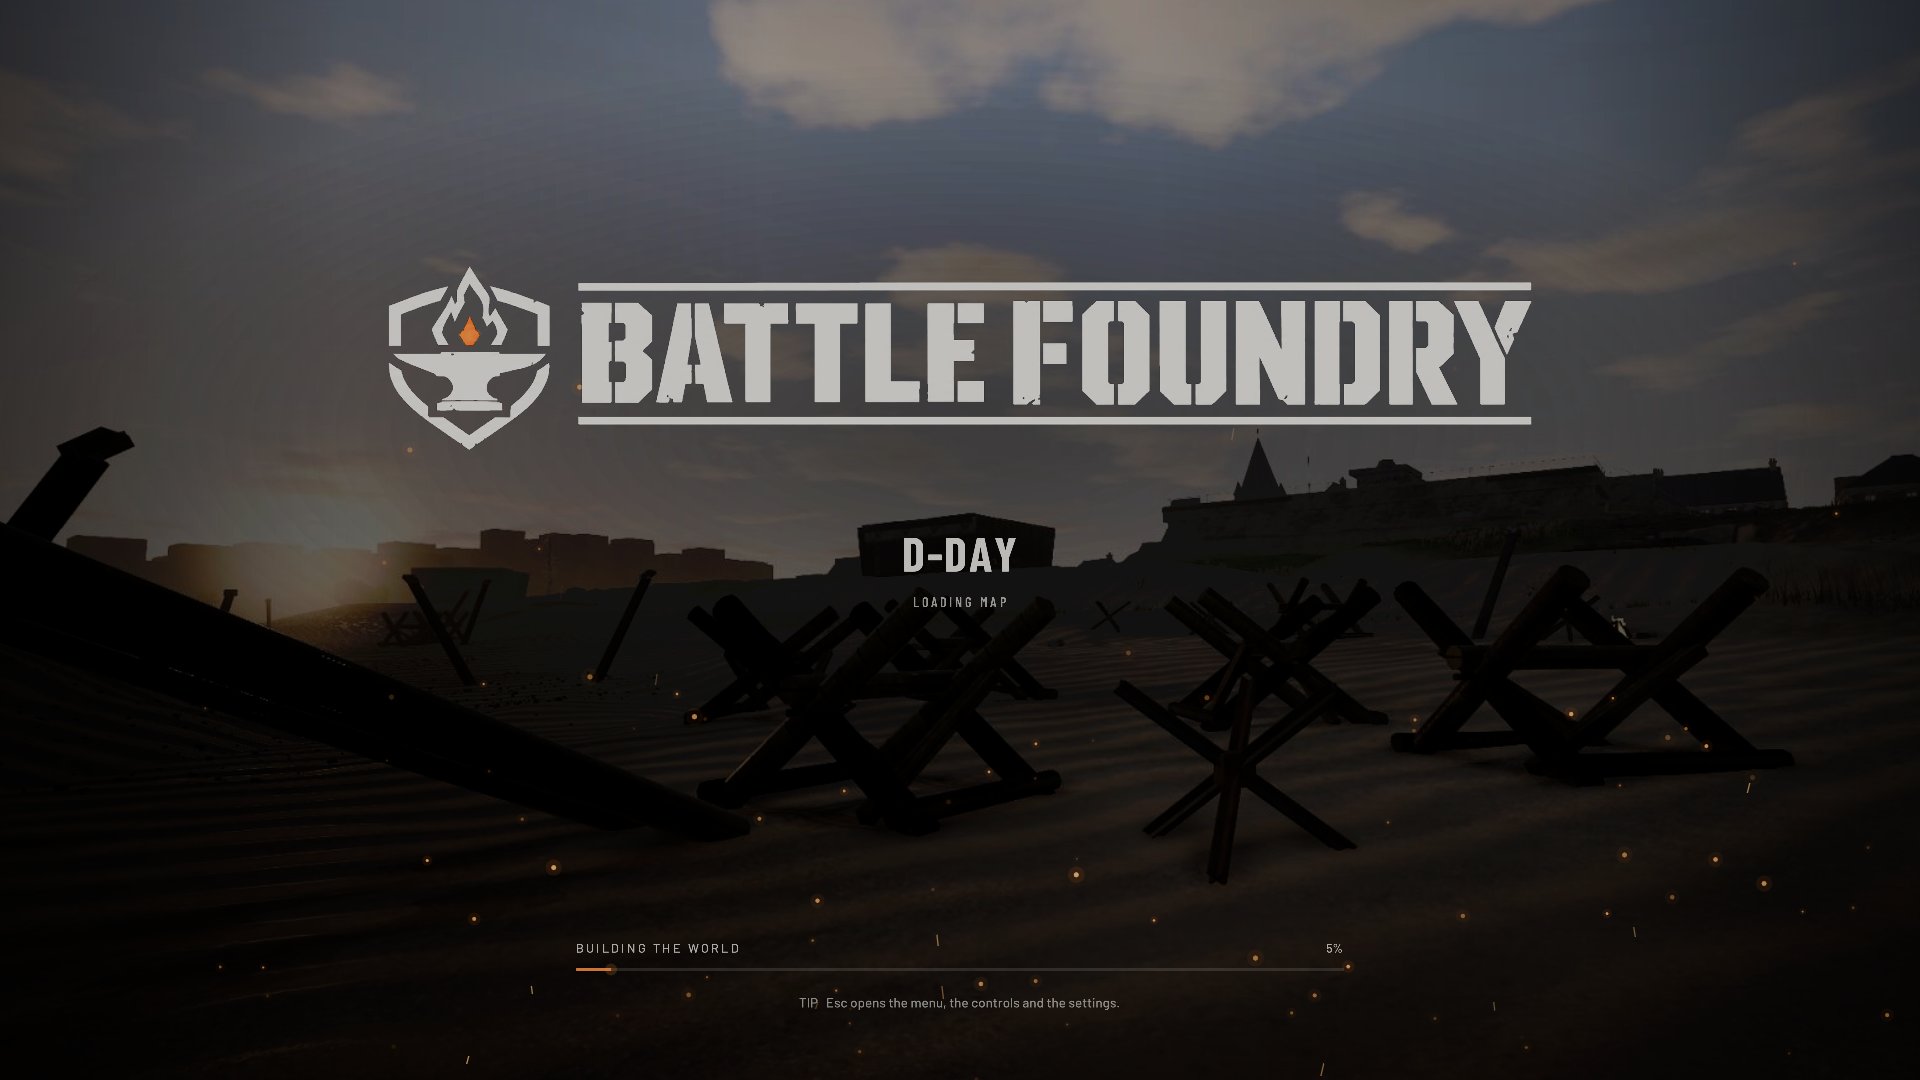 BATTLE FOUNDRY
D-DAY
LOADING MAP
BUILDING THE WORLD 5%
TIP Esc opens the menu, the controls and the settings.